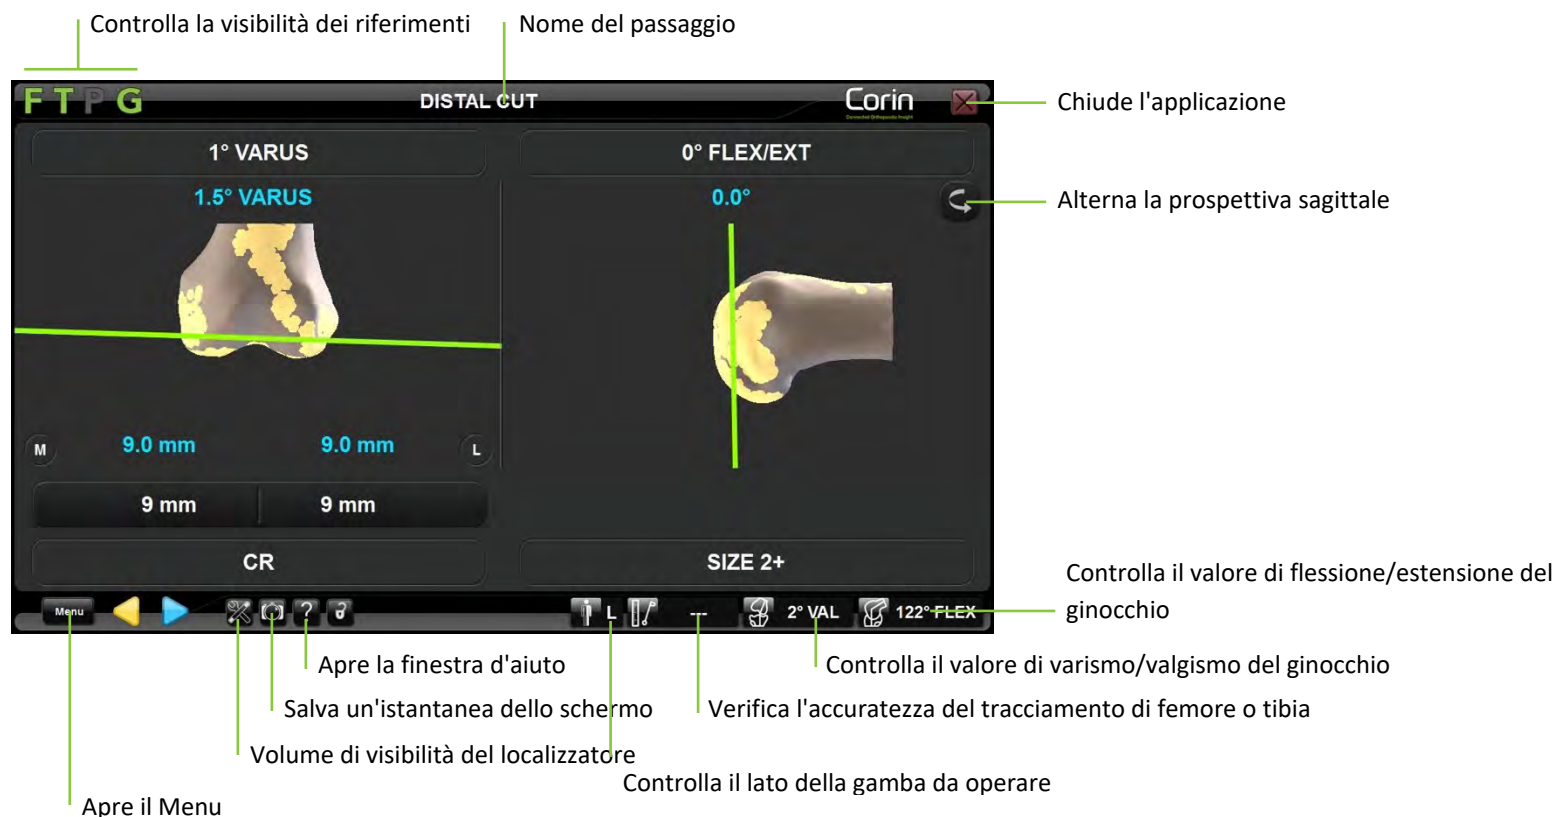 Controlla la visibilità dei riferimenti
Nome del passaggio
F T P G
DISTAL CUT
Corin
Connected Orthopaedic Insight
Chiude l'applicazione
1° VARUS
0° FLEX/EXT
1.5° VARUS
0.0°
Alterna la prospettiva sagittale
M
9.0 mm
9.0 mm
L
9 mm
9 mm
CR
SIZE 2+
Controlla il valore di flessione/estensione del
ginocchio
Menu
?
L
---
2° VAL
122° FLEX
Apre la finestra d'aiuto
Controlla il valore di varismo/valgismo del ginocchio
Salva un'istantanea dello schermo
Verifica l'accuratezza del tracciamento di femore o tibia
Volume di visibilità del localizzatore
Controlla il lato della gamba da operare
Apre il Menu